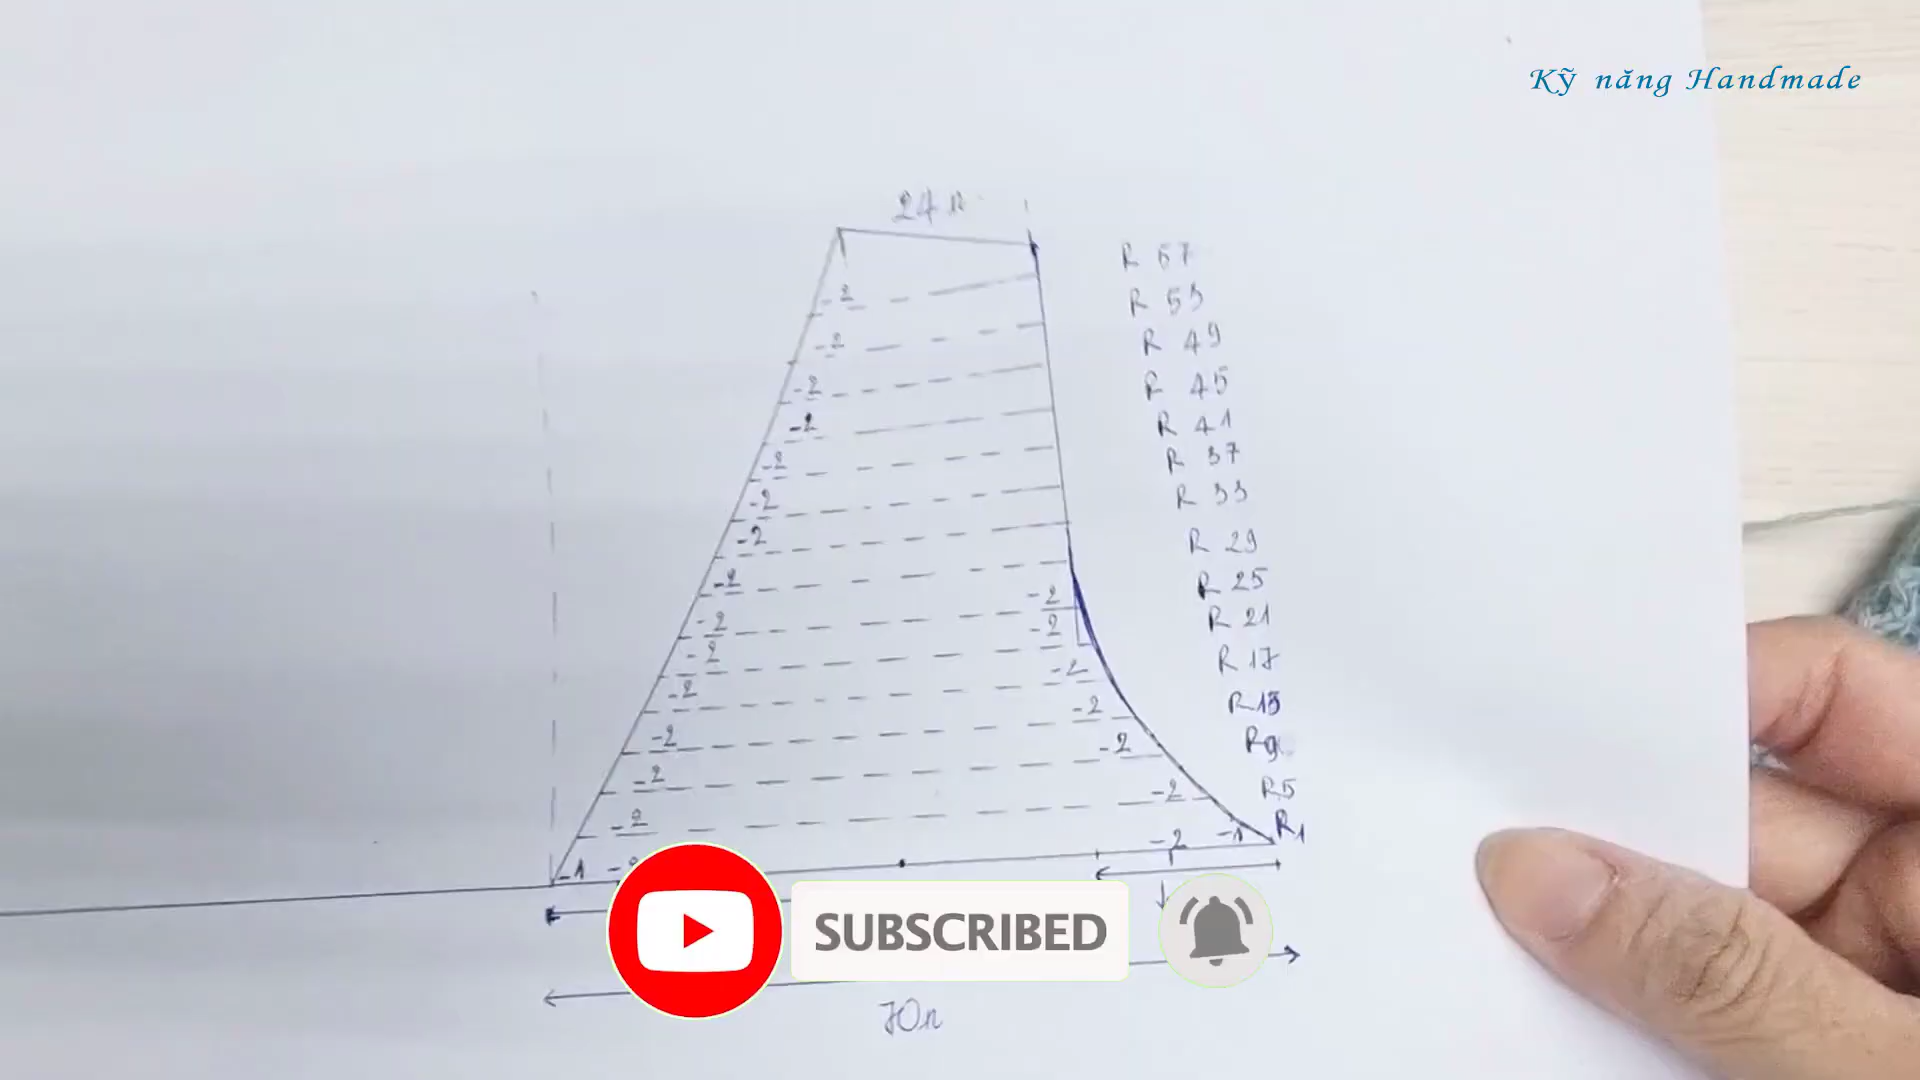 Kỹ năng Handmade
24n
R 57
-2
R 53
-2
R 49
-2
R 45
-2
R 41
-2
R 37
-2
R 33
-2
R 29
-2
R 25
-2 -2
R 21
-2 -2
R 17
-2 -2
R13
-2 -2
R9
-2 -2
R5
-2 -2
R1
-1 -2 -2 -1
SUBSCRIBED
70n